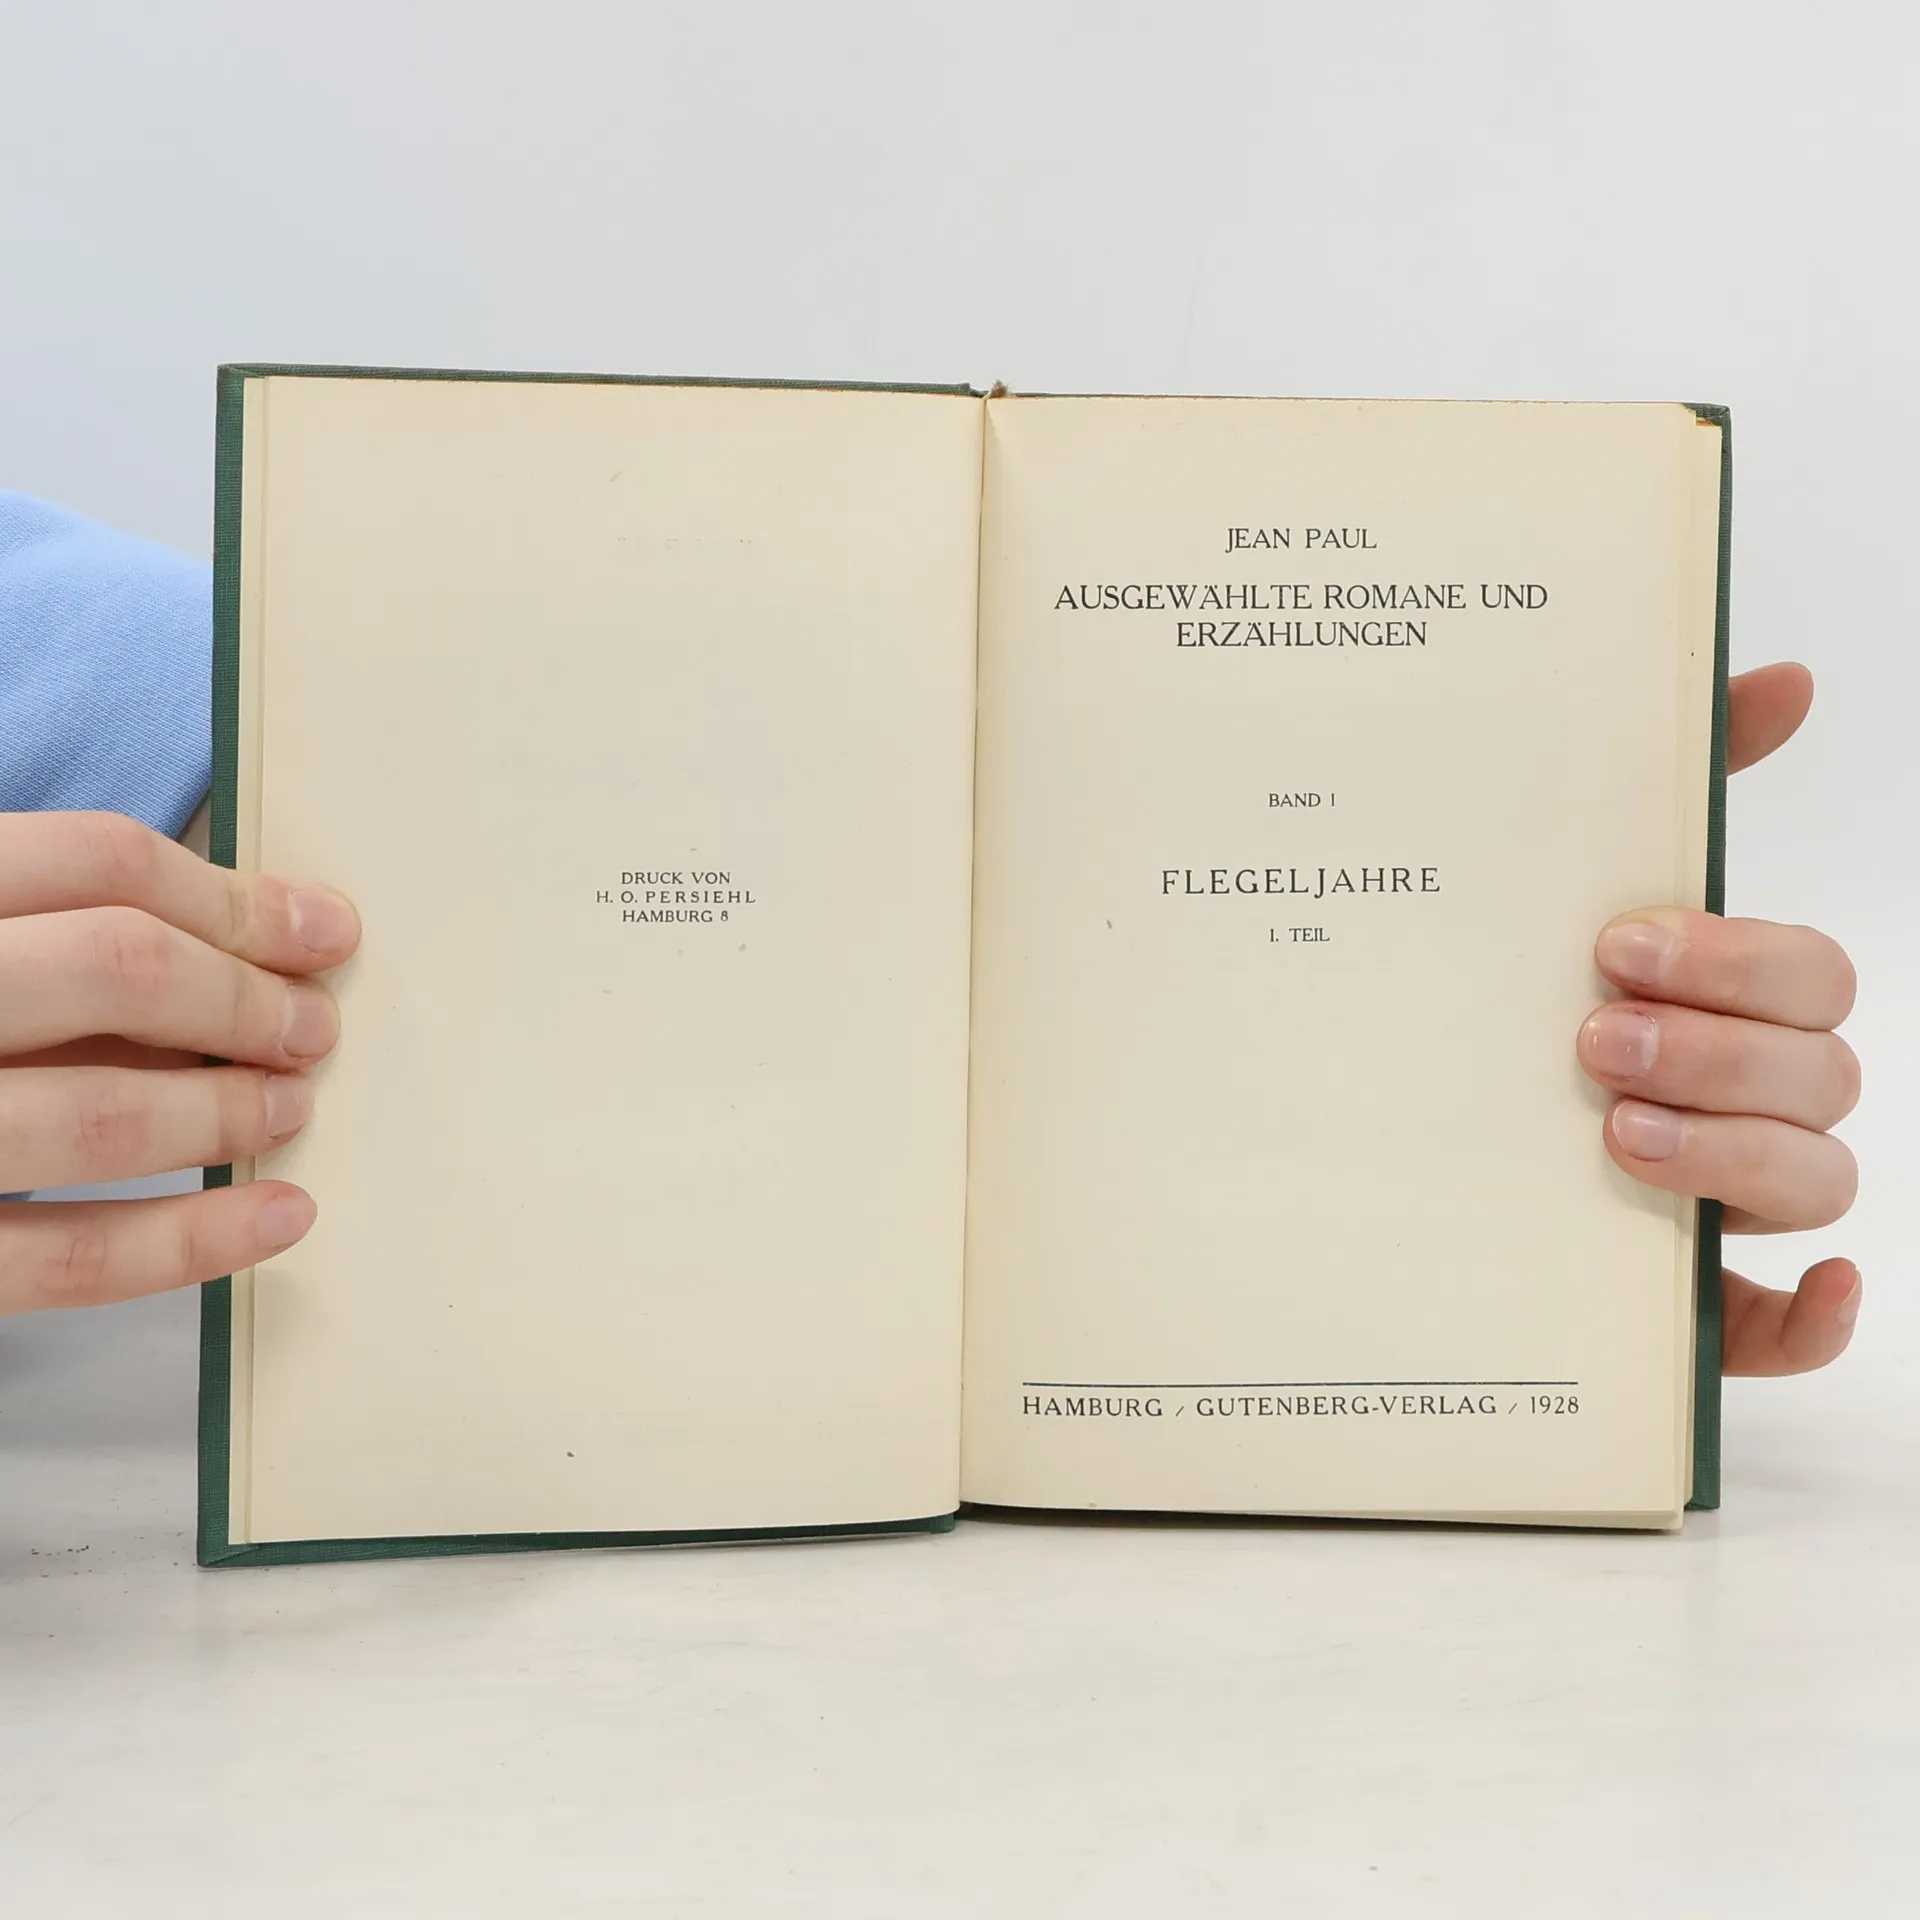 DRUCK VON
H. O. PERSIEHL
HAMBURG 8
JEAN PAUL
AUSGEWÄHLTE ROMANE UND
ERZÄHLUNGEN
BAND I
FLEGELJAHRE
I. TEIL
HAMBURG / GUTENBERG-VERLAG / 1928